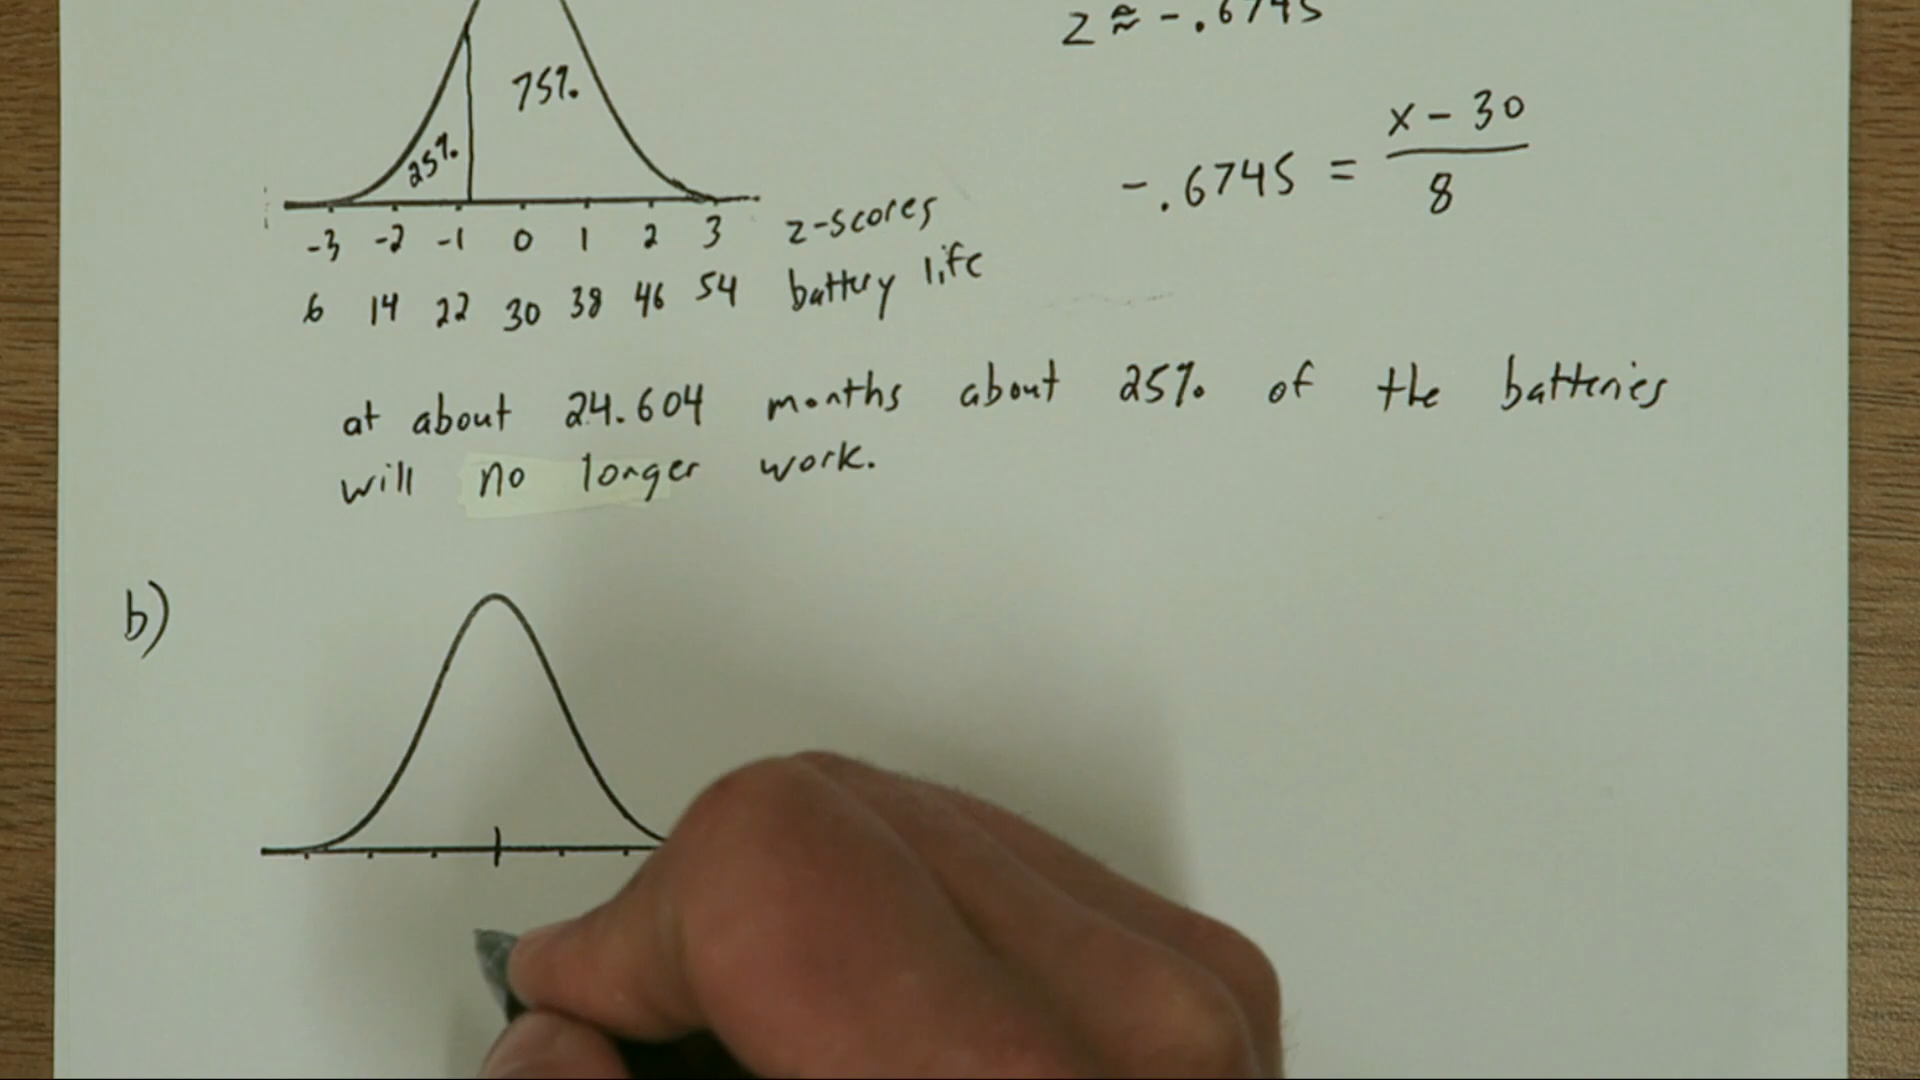 z ≈ -.6745
75%
25%
-.6745 = (x - 30)/8
-3 -2 -1 0 1 2 3 z-scores
6 14 22 30 38 46 54 battery life
at about 24.604 months about 25% of the batteries
will no longer work.
b)